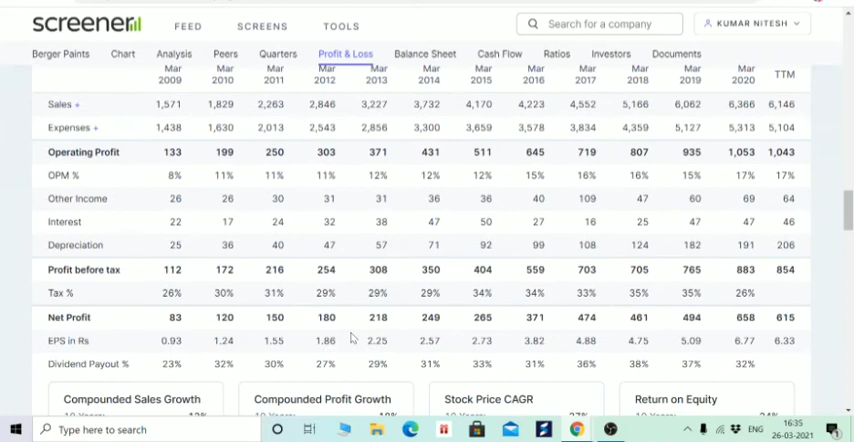 screener
FEED SCREENS TOOLS Search for a company KUMAR NITESH
Berger Paints Chart Analysis Peers Quarters Profit & Loss Balance Sheet Cash Flow Ratios Investors Documents
Mar Mar Mar Mar Mar Mar Mar Mar Mar Mar Mar Mar
2009 2010 2011 2012 2013 2014 2015 2016 2017 2018 2019 2020 TTM
Sales + 1,571 1,829 2,263 2,846 3,227 3,732 4,170 4,223 4,552 5,166 6,062 6,366 6,146
Expenses + 1,438 1,630 2,013 2,543 2,856 3,300 3,659 3,578 3,834 4,359 5,127 5,313 5,104
Operating Profit 133 199 250 303 371 431 511 645 719 807 935 1,053 1,043
OPM % 8% 11% 11% 11% 12% 12% 12% 15% 16% 16% 15% 17% 17%
Other Income 26 26 30 31 31 36 36 40 109 47 60 69 64
Interest 22 17 24 32 38 47 50 27 16 25 47 47 46
Depreciation 25 36 40 47 57 71 92 99 108 124 182 191 206
Profit before tax 112 172 216 254 308 350 404 559 703 705 765 883 854
Tax % 26% 30% 31% 29% 29% 29% 34% 34% 33% 35% 35% 26%
Net Profit 83 120 150 180 218 249 265 371 474 461 494 658 615
EPS in Rs 0.93 1.24 1.55 1.86 2.25 2.57 2.73 3.82 4.88 4.75 5.09 6.77 6.33
Dividend Payout % 23% 32% 30% 27% 29% 31% 33% 31% 36% 38% 37% 32%
Compounded Sales Growth Compounded Profit Growth Stock Price CAGR Return on Equity
Type here to search ENG 16:35
26-03-2021